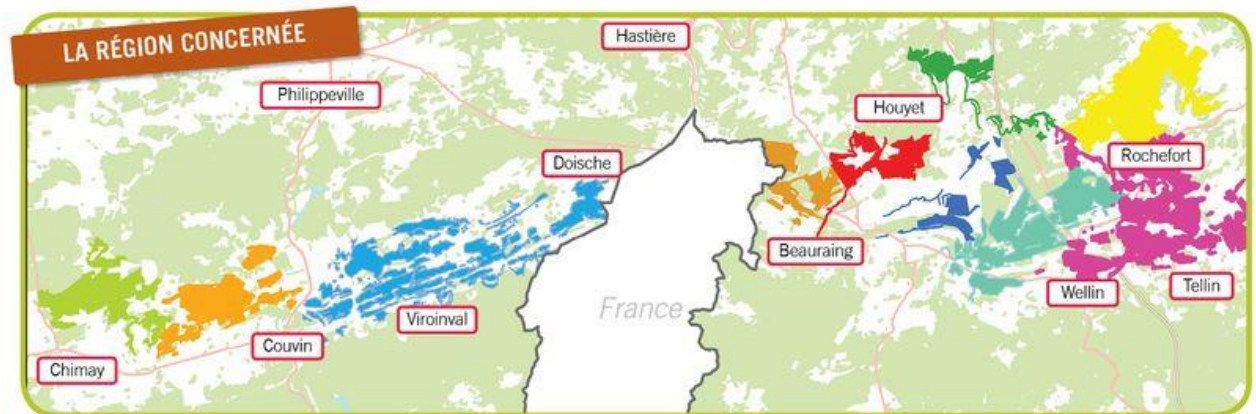 LA RÉGION CONCERNÉE
Hastière
Philippeville
Houyet
Doische
Rochefort
Beauraing
France
Wellin
Tellin
Viroinval
Couvin
Chimay